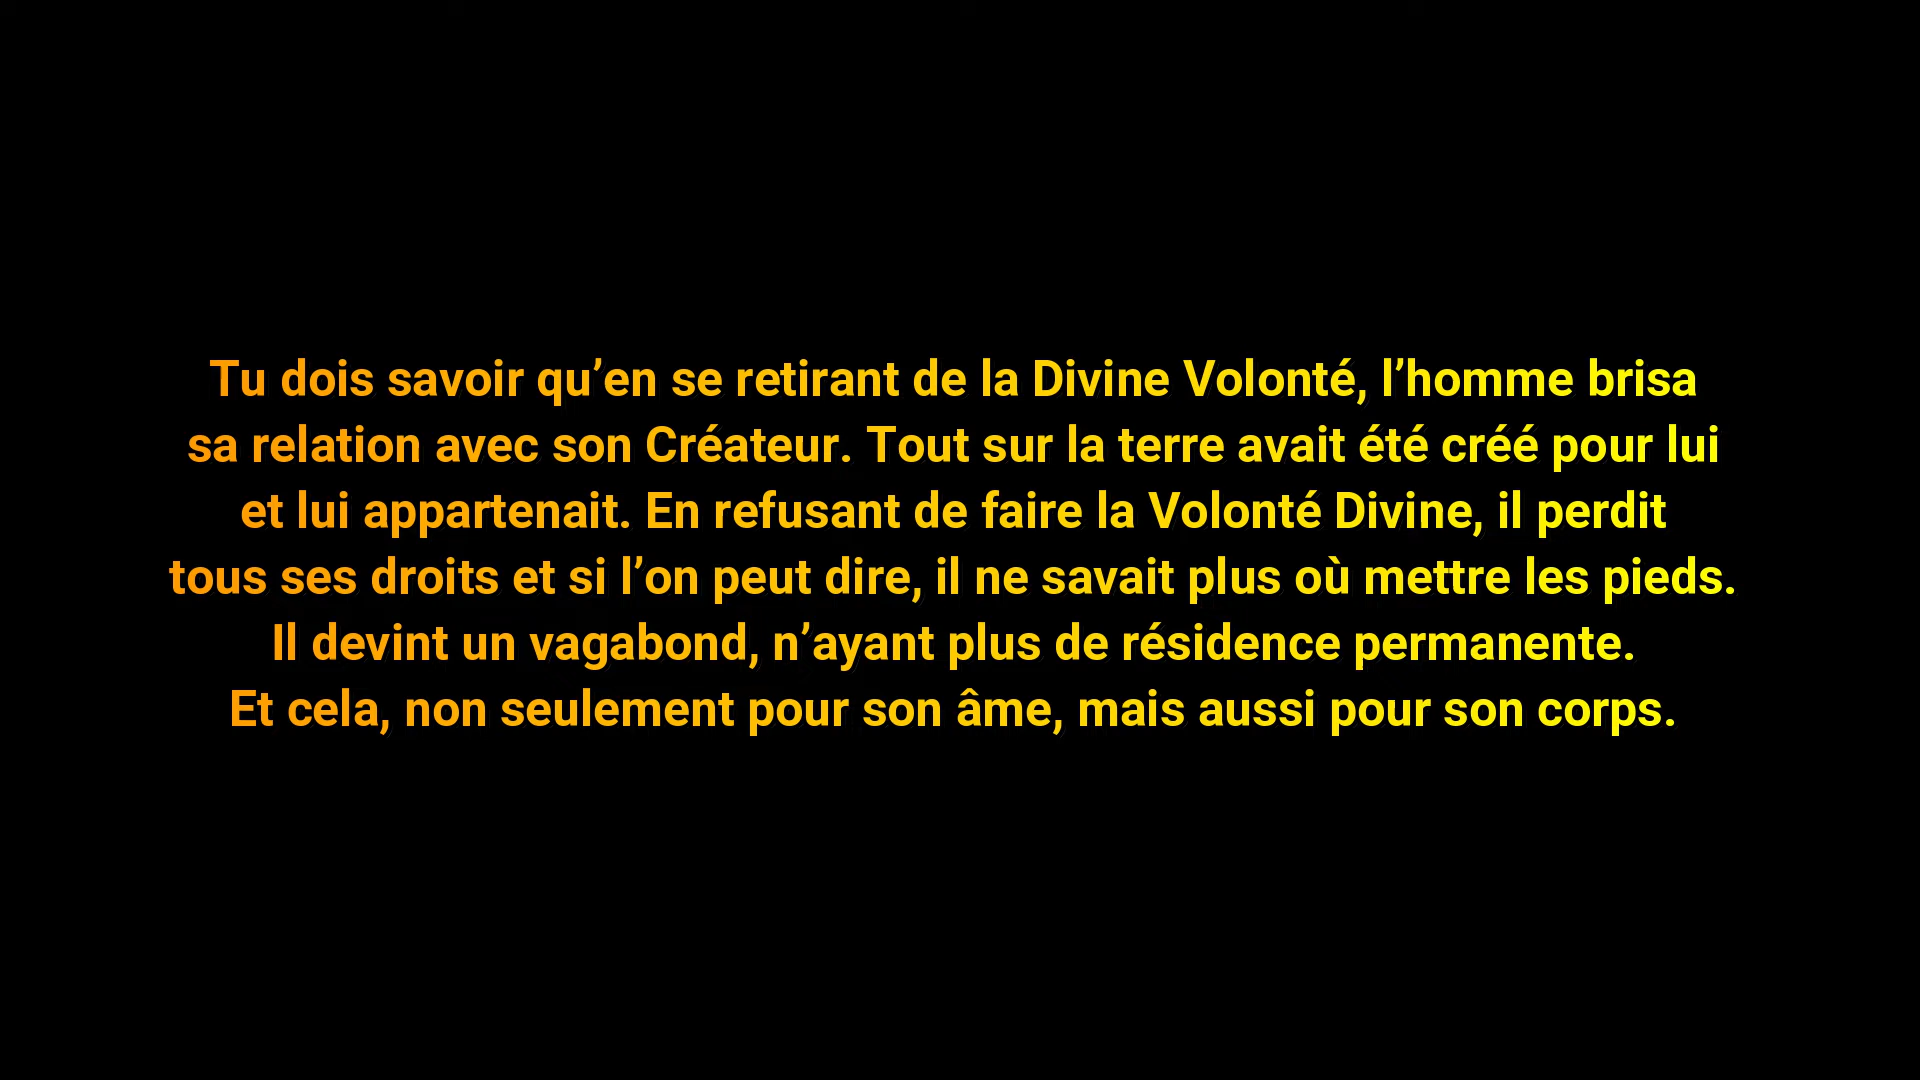 Tu dois savoir qu’en se retirant de la Divine Volonté, l’homme brisa
sa relation avec son Créateur. Tout sur la terre avait été créé pour lui
et lui appartenait. En refusant de faire la Volonté Divine, il perdit
tous ses droits et si l’on peut dire, il ne savait plus où mettre les pieds.
Il devint un vagabond, n’ayant plus de résidence permanente.
Et cela, non seulement pour son âme, mais aussi pour son corps.